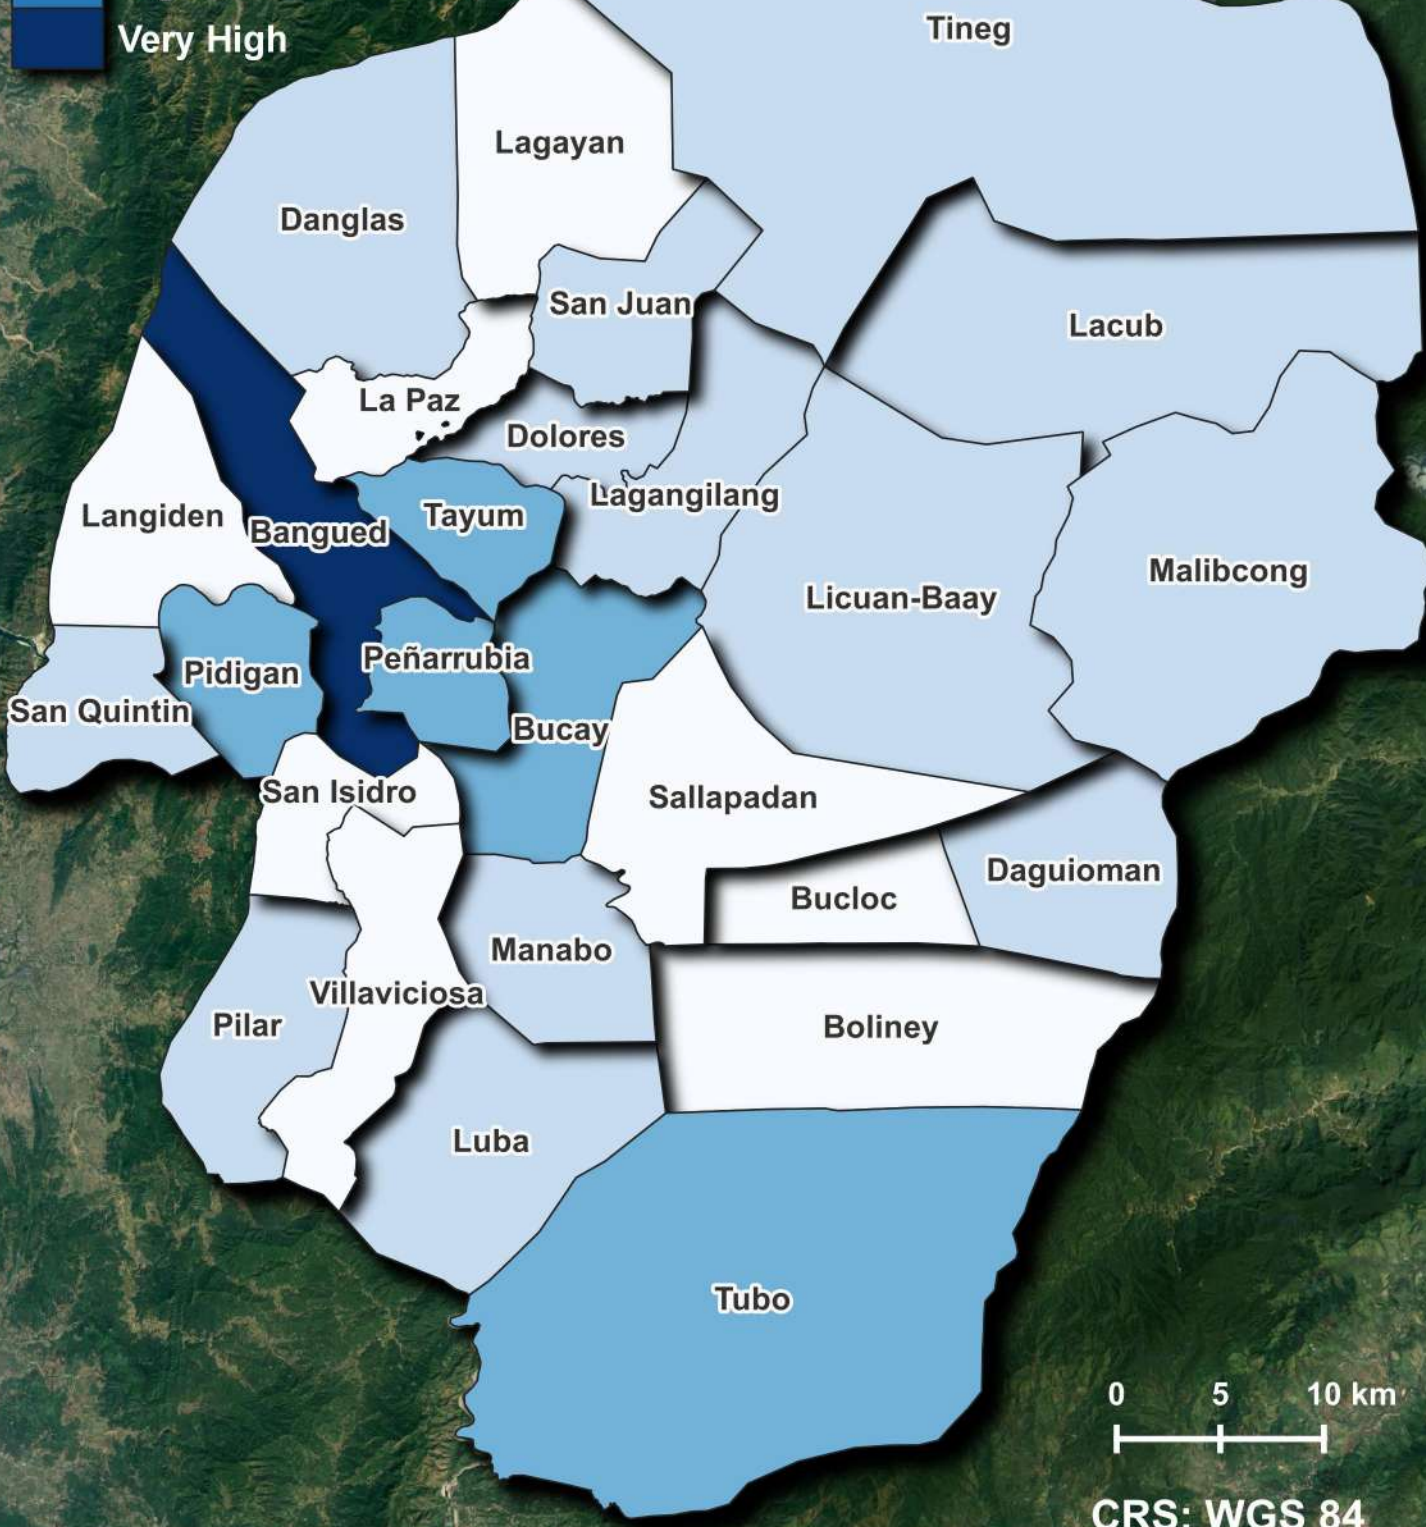 Very High
Tineg
Lagayan
Danglas
San Juan
Lacub
La Paz
Dolores
Lagangilang
Langiden
Bangued
Tayum
Malibcong
Licuan-Baay
Peñarrubia
Pidigan
San Quintin
Bucay
San Isidro
Sallapadan
Daguioman
Bucloc
Manabo
Villaviciosa
Pilar
Boliney
Luba
Tubo
0 5 10 km
CRS: WGS 84